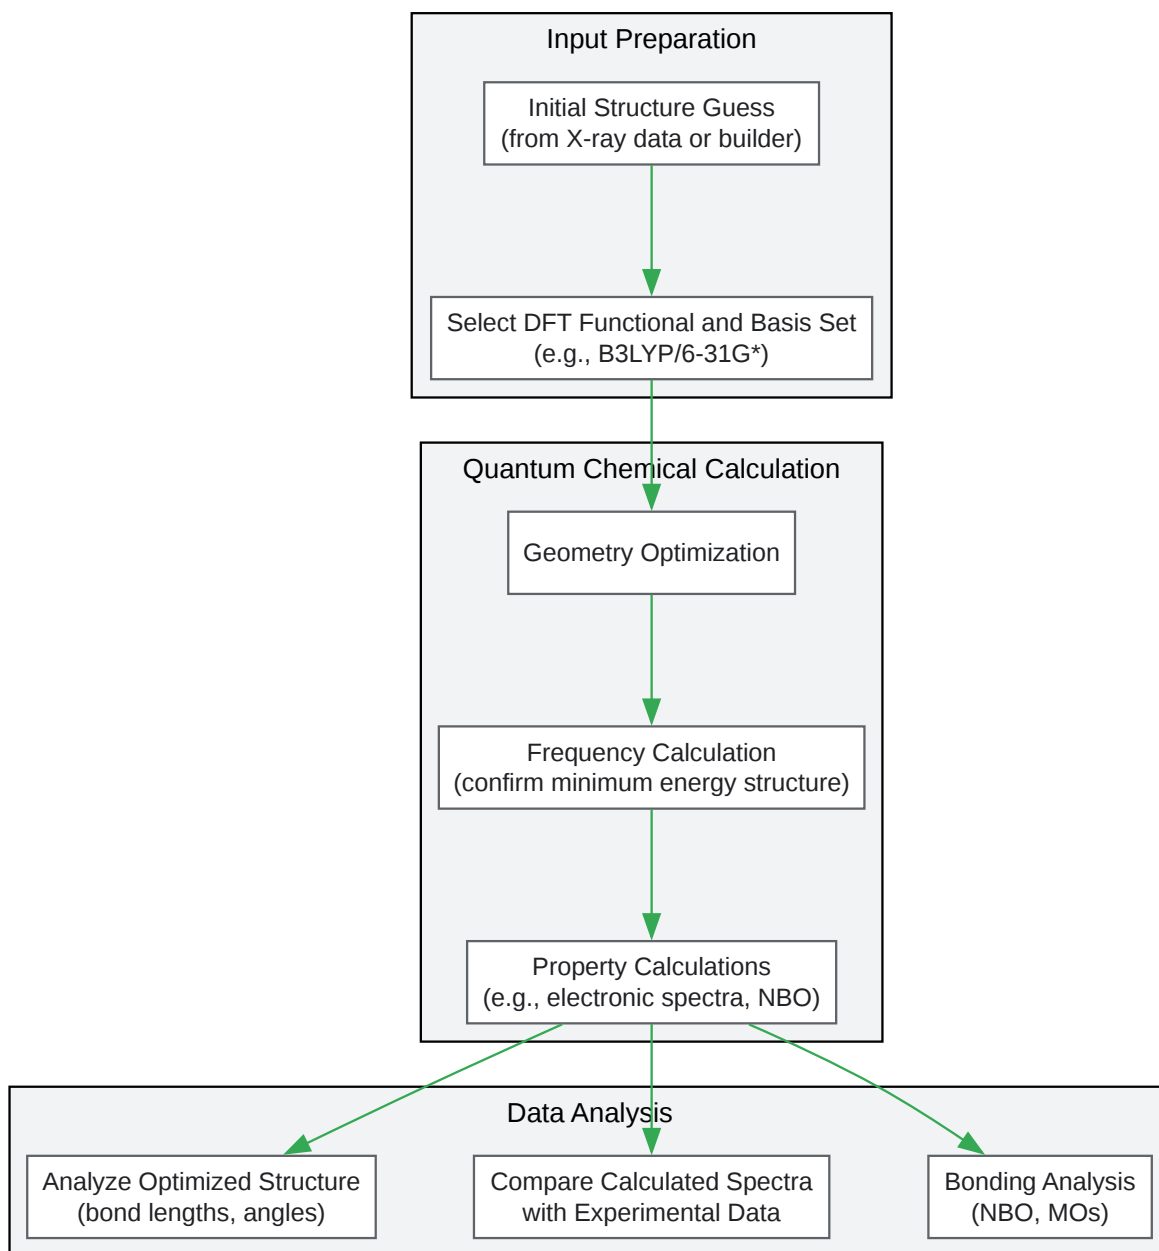 Input Preparation
Initial Structure Guess
(from X-ray data or builder)
Select DFT Functional and Basis Set
(e.g., B3LYP/6-31G*)
Quantum Chemical Calculation
Geometry Optimization
Frequency Calculation
(confirm minimum energy structure)
Property Calculations
(e.g., electronic spectra, NBO)
Data Analysis
Analyze Optimized Structure
(bond lengths, angles)
Compare Calculated Spectra
with Experimental Data
Bonding Analysis
(NBO, MOs)